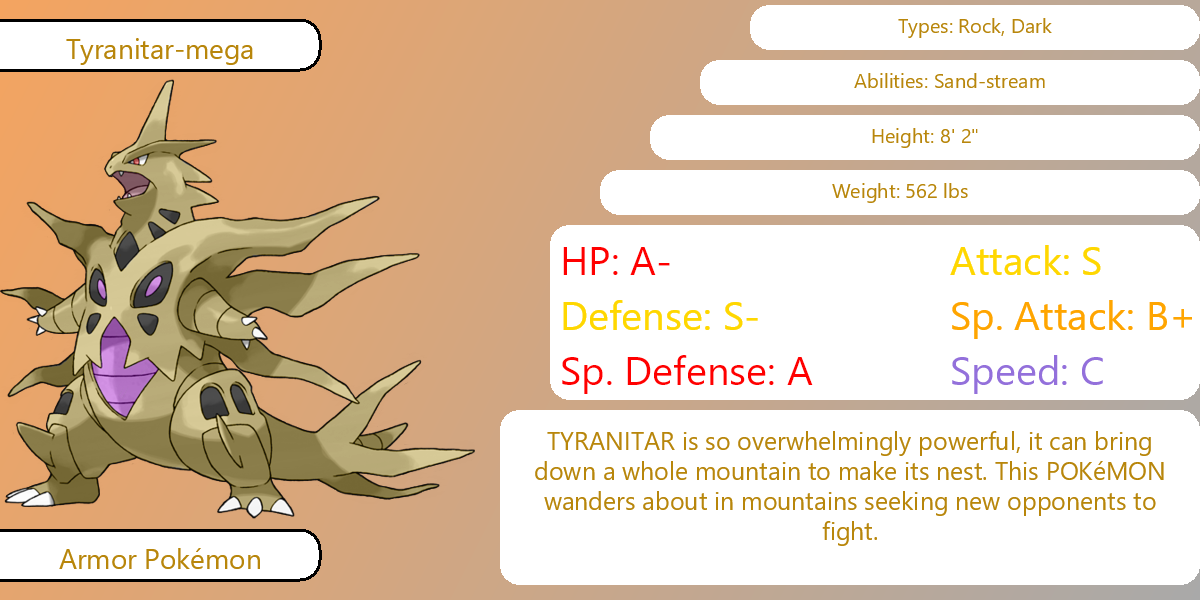 Tyranitar-mega
Types: Rock, Dark
Abilities: Sand-stream
Height: 8' 2"
Weight: 562 lbs
HP: A-
Attack: S
Defense: S-
Sp. Attack: B+
Sp. Defense: A
Speed: C
TYRANITAR is so overwhelmingly powerful, it can bring
down a whole mountain to make its nest. This POKéMON
wanders about in mountains seeking new opponents to
fight.
Armor Pokémon